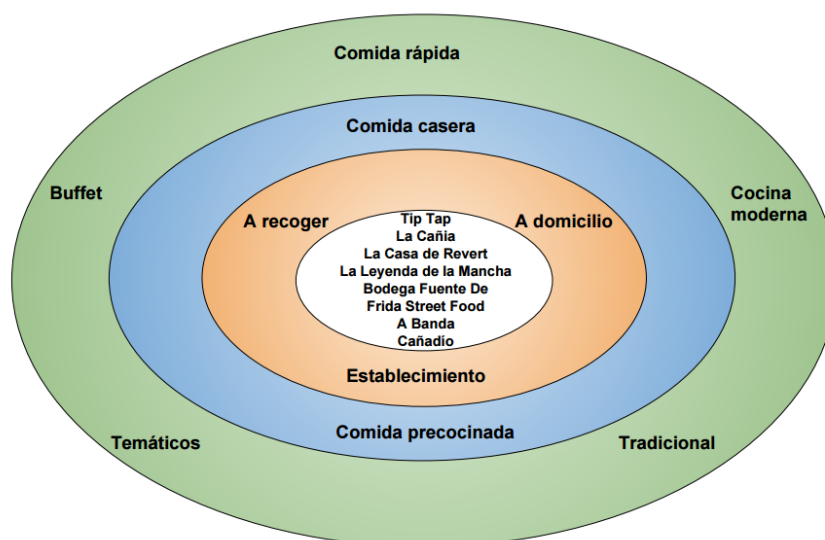 Comida rápida
Comida casera
Buffet
Cocina
moderna
A recoger
A domicilio
Tip Tap
La Cañia
La Casa de Revert
La Leyenda de la Mancha
Bodega Fuente De
Frida Street Food
A Banda
Cañadío
Establecimiento
Comida precocinada
Temáticos
Tradicional